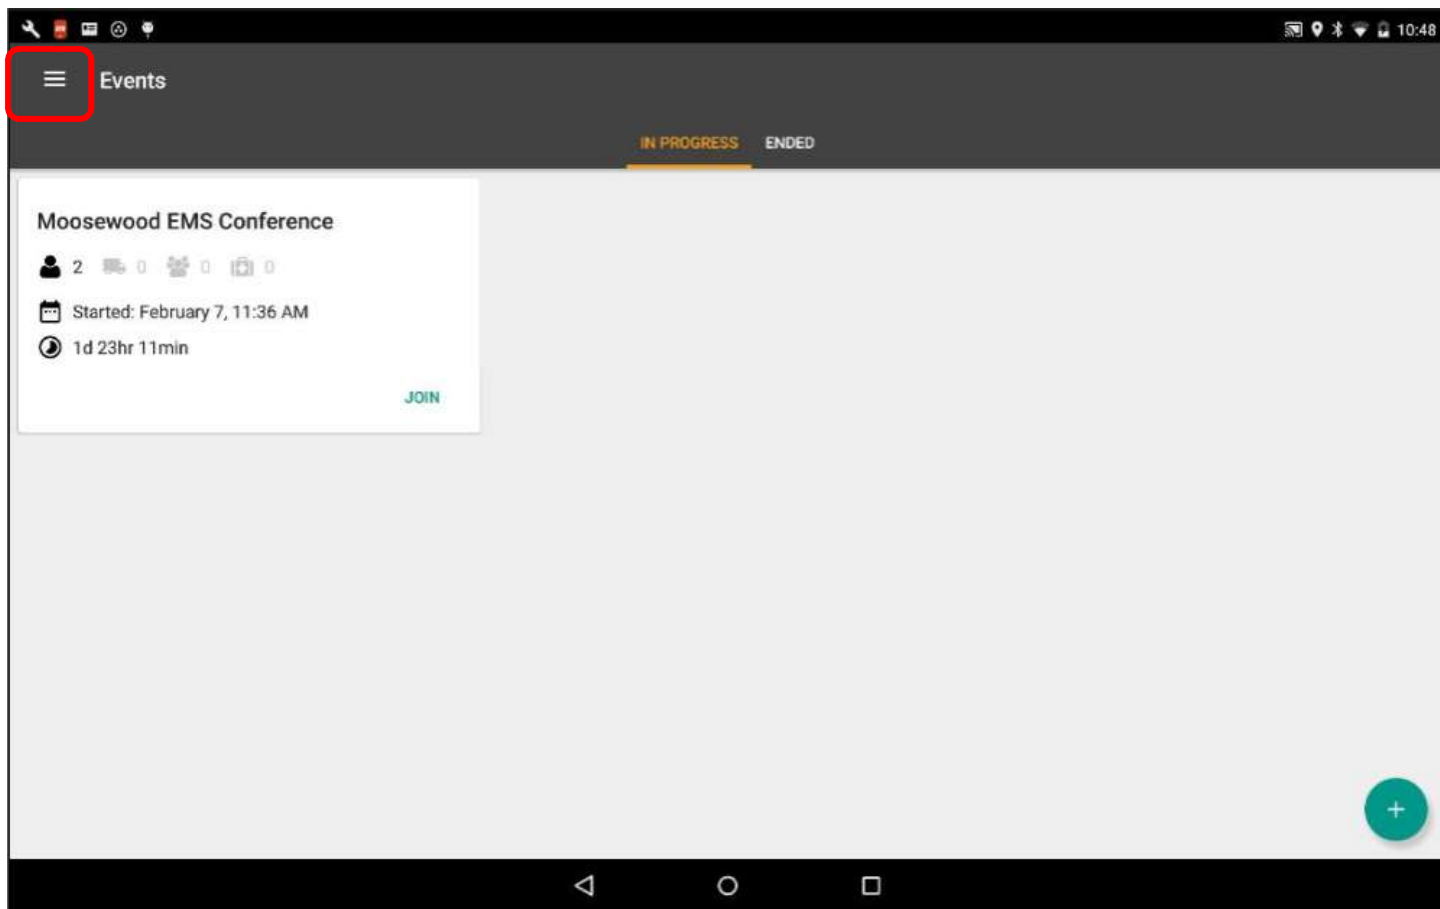 10:48
Events
IN PROGRESS ENDED
Moosewood EMS Conference
2 0 0 0
Started: February 7, 11:36 AM
1d 23hr 11min
JOIN
+